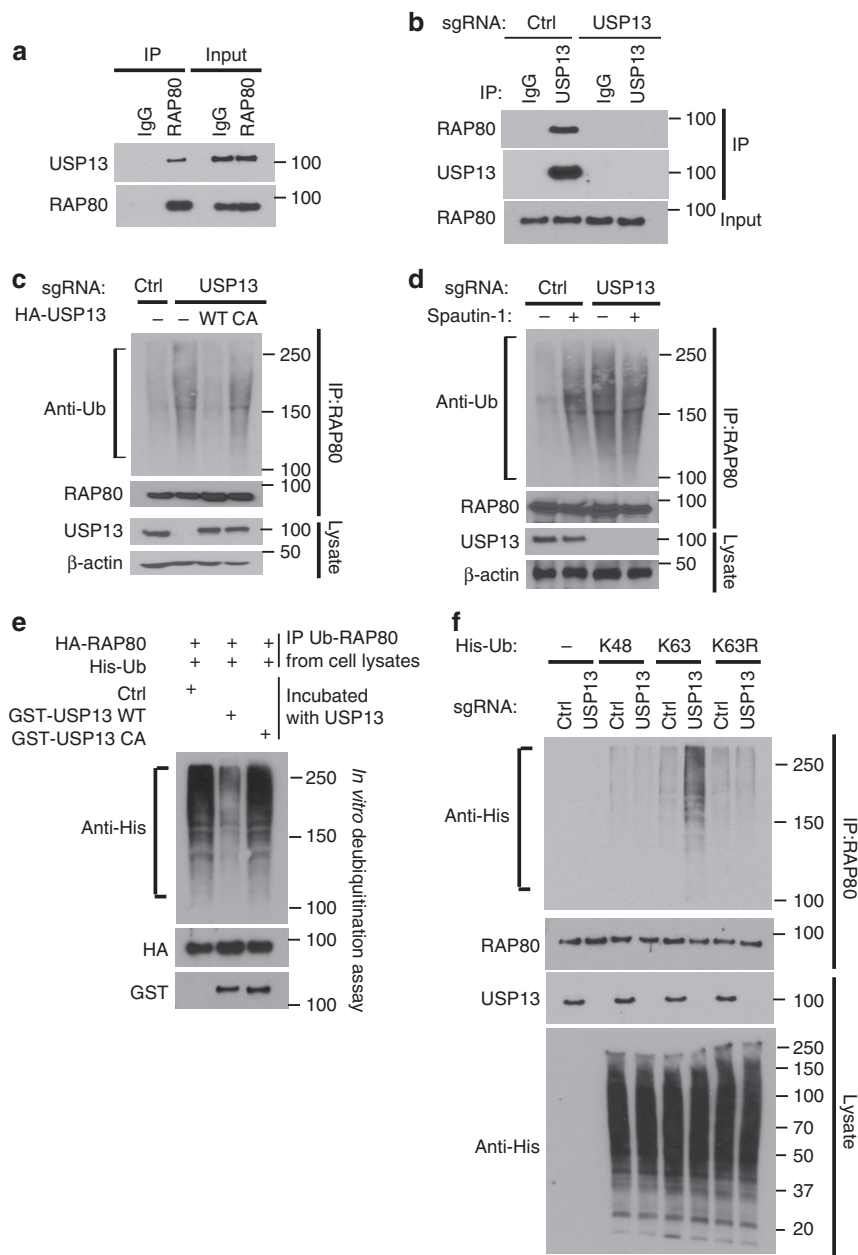 a
IP Input
IgG RAP80 IgG RAP80
USP13 100
RAP80 100
b
sgRNA: Ctrl USP13
IP: IgG USP13 IgG USP13
RAP80 100
USP13 100
IP
RAP80 100 Input
c
sgRNA: Ctrl USP13
HA-USP13 – – WT CA
Anti-Ub
250
150
100
RAP80 100
IP:RAP80
USP13 100
β-actin 50
Lysate
d
sgRNA: Ctrl USP13
Spautin-1: – + – +
Anti-Ub
250
150
100
RAP80 100
IP:RAP80
USP13 100
β-actin 50
Lysate
e
HA-RAP80 + + + IP Ub-RAP80
His-Ub + + + from cell lysates
Ctrl + Incubated
GST-USP13 WT + with USP13
GST-USP13 CA +
Anti-His
250
150
100
HA 100
GST 100
In vitro deubiquitination assay
f
His-Ub: – K48 K63 K63R
sgRNA: Ctrl USP13 Ctrl USP13 Ctrl USP13 Ctrl USP13
Anti-His
250
150
100
RAP80 100
IP:RAP80
USP13 100
Anti-His
250
150
100
70
50
37
20
Lysate